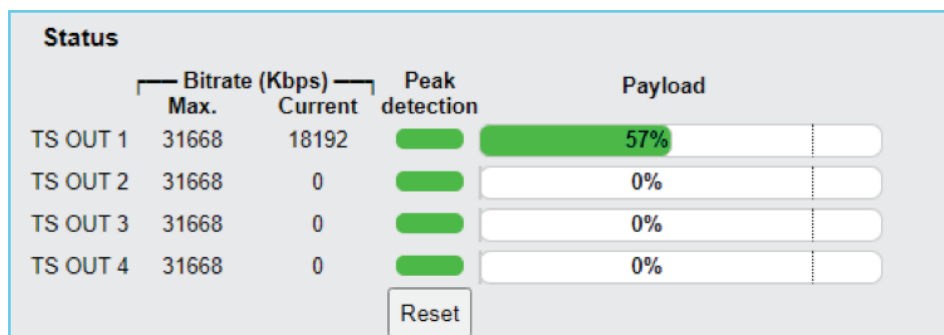 Status
Bitrate (Kbps) Peak Payload
Max. Current detection
TS OUT 1 31668 18192 57%
TS OUT 2 31668 0 0%
TS OUT 3 31668 0 0%
TS OUT 4 31668 0 0%
Reset